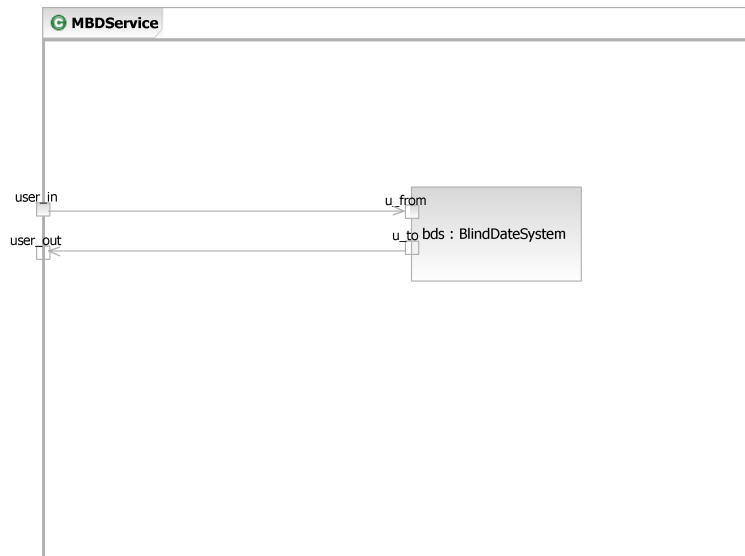 C MBDService
user_in
u_from
user_out
u_to
bds : BlindDateSystem